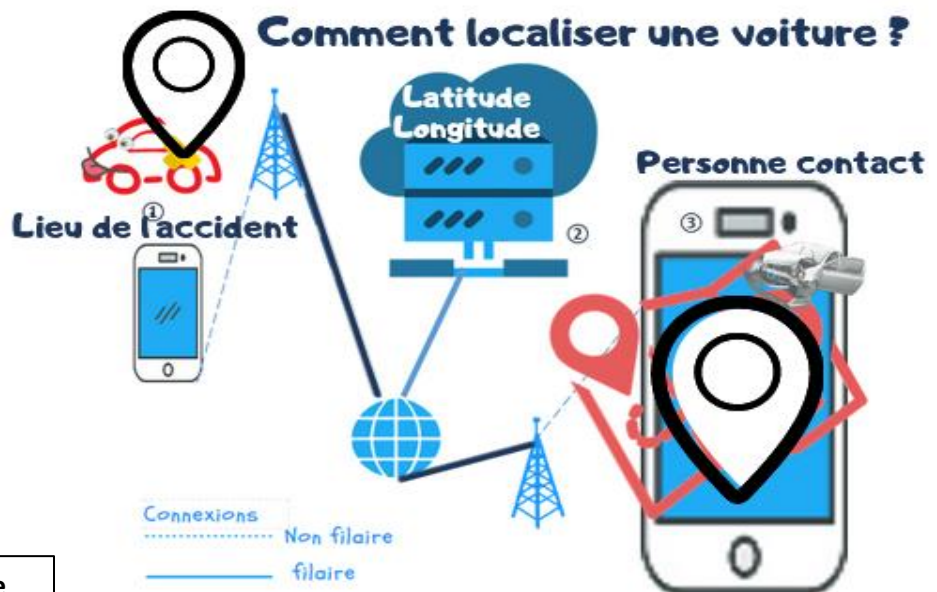 Comment localiser une voiture ?
Latitude
Longitude
Personne contact
①
Lieu de l'accident
②
③
Connexions
Non filaire
filaire
e